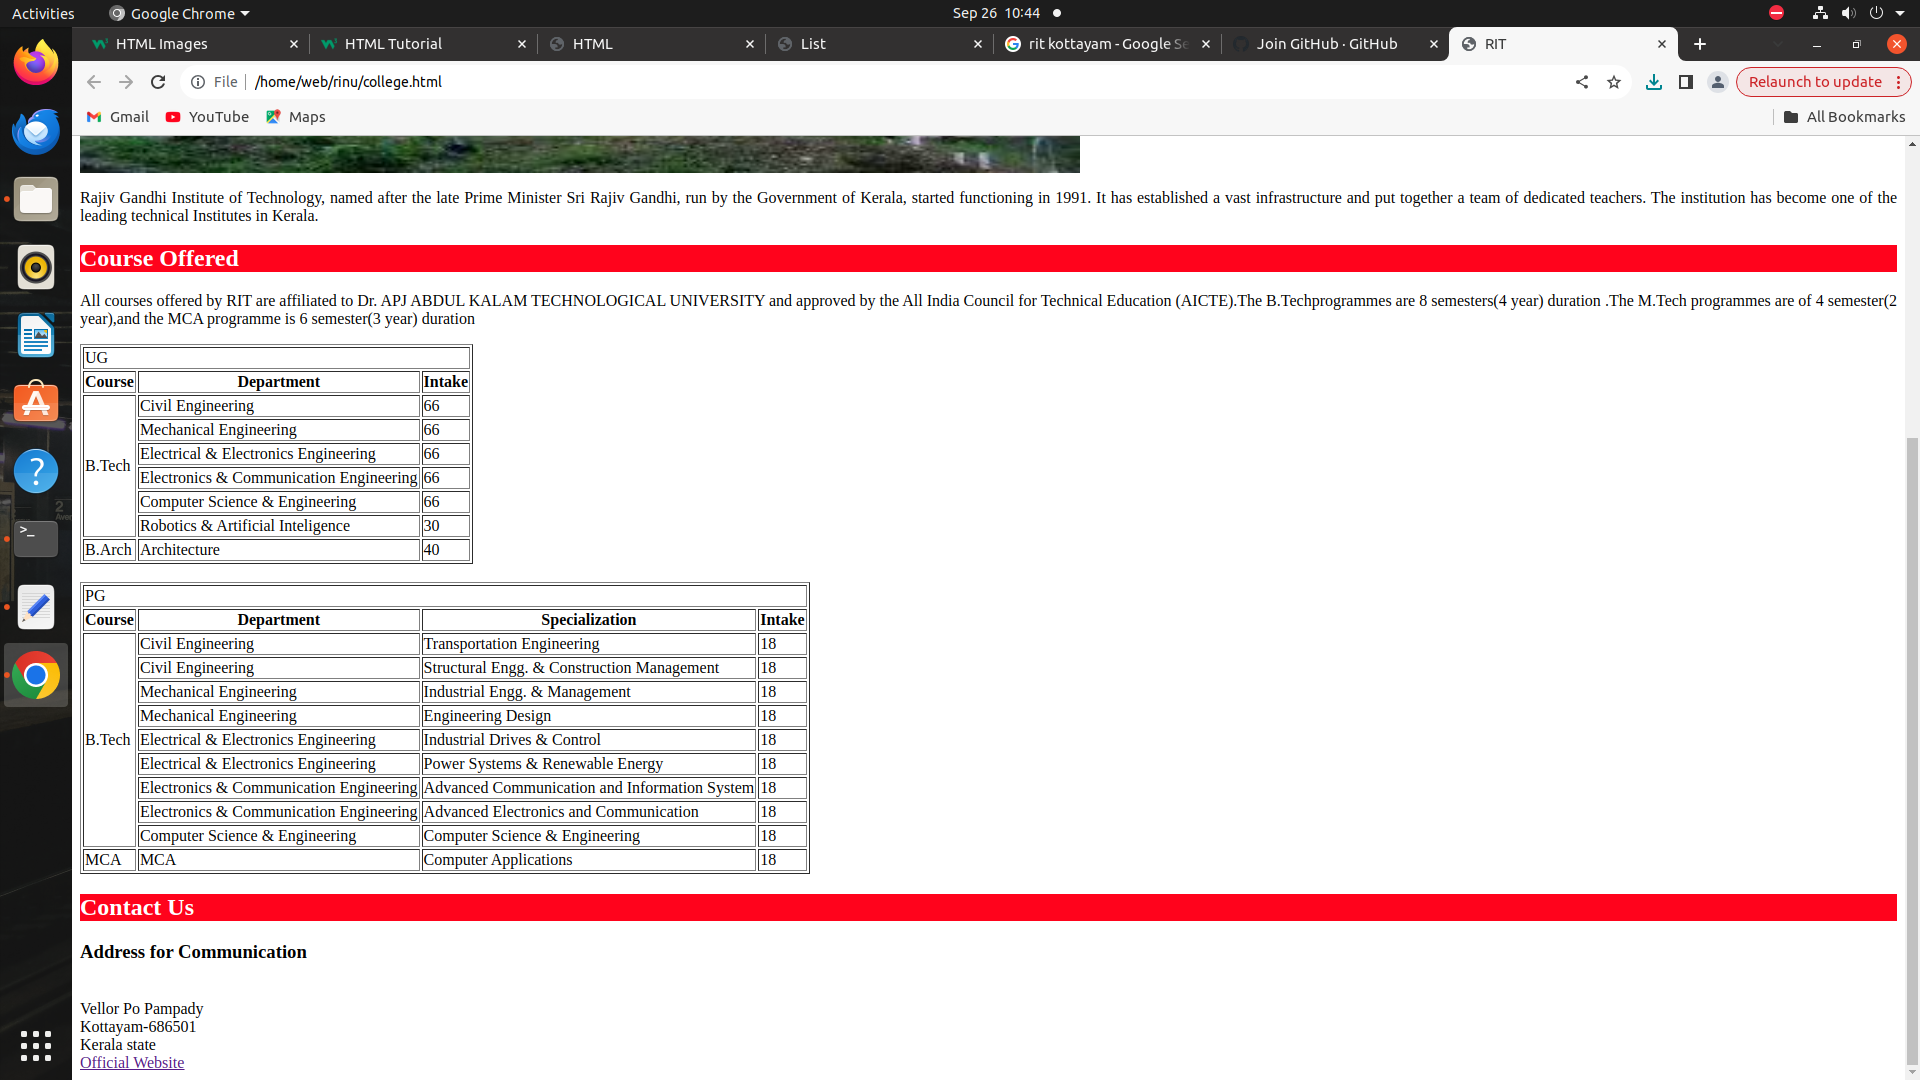 Activities Google Chrome Sep 26 10:44
HTML Images HTML Tutorial HTML List rit kottayam - Google Se Join GitHub · GitHub RIT
File /home/web/rinu/college.html Relaunch to update
Gmail YouTube Maps All Bookmarks
Rajiv Gandhi Institute of Technology, named after the late Prime Minister Sri Rajiv Gandhi, run by the Government of Kerala, started functioning in 1991. It has established a vast infrastructure and put together a team of dedicated teachers. The institution has become one of the
leading technical Institutes in Kerala.
Course Offered
All courses offered by RIT are affiliated to Dr. APJ ABDUL KALAM TECHNOLOGICAL UNIVERSITY and approved by the All India Council for Technical Education (AICTE).The B.Techprogrammes are 8 semesters(4 year) duration .The M.Tech programmes are of 4 semester(2
year),and the MCA programme is 6 semester(3 year) duration
UG
Course Department Intake
Civil Engineering 66
Mechanical Engineering 66
Electrical & Electronics Engineering 66
B.Tech
Electronics & Communication Engineering 66
Computer Science & Engineering 66
Robotics & Artificial Inteligence 30
B.Arch Architecture 40
PG
Course Department Specialization Intake
Civil Engineering Transportation Engineering 18
Civil Engineering Structural Engg. & Construction Management 18
Mechanical Engineering Industrial Engg. & Management 18
Mechanical Engineering Engineering Design 18
B.Tech Electrical & Electronics Engineering Industrial Drives & Control 18
Electrical & Electronics Engineering Power Systems & Renewable Energy 18
Electronics & Communication Engineering Advanced Communication and Information System 18
Electronics & Communication Engineering Advanced Electronics and Communication 18
Computer Science & Engineering Computer Science & Engineering 18
MCA MCA Computer Applications 18
Contact Us
Address for Communication
Vellor Po Pampady
Kottayam-686501
Kerala state
Official Website